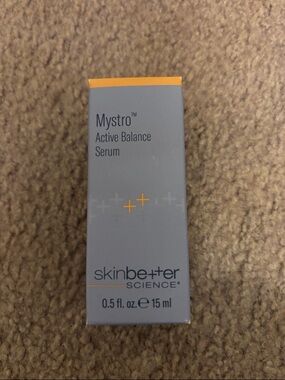 Mystro™
Active Balance
Serum
skinbetter
SCIENCE®
0.5 fl. oz. ℮ 15 ml